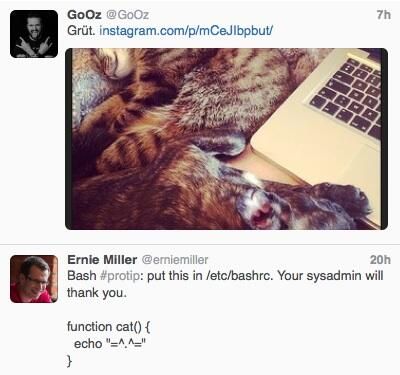 GoOz @GoOz 7h
Grüt. instagram.com/p/mCeJIbpbut/
Ernie Miller @erniemiller 20h
Bash #protip: put this in /etc/bashrc. Your sysadmin will
thank you.
function cat() {
  echo "=^.^="
}